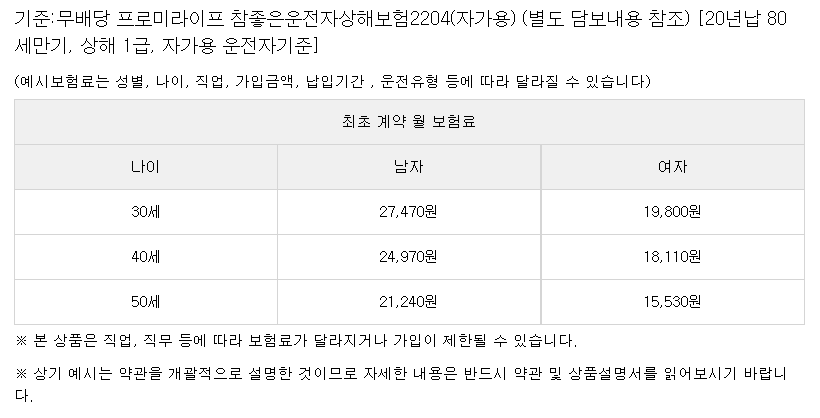 기준:무배당 프로미라이프 참좋은운전자상해보험2204(자가용) (별도 담보내용 참조) [20년납 80
세만기, 상해 1급, 자가용 운전자기준]
(예시보험료는 성별, 나이, 직업, 가입금액, 납입기간 , 운전유형 등에 따라 달라질 수 있습니다)
최초 계약 월 보험료
나이 남자 여자
30세 27,470원 19,800원
40세 24,970원 18,110원
50세 21,240원 15,530원
※ 본 상품은 직업, 직무 등에 따라 보험료가 달라지거나 가입이 제한될 수 있습니다.
※ 상기 예시는 약관을 개괄적으로 설명한 것이므로 자세한 내용은 반드시 약관 및 상품설명서를 읽어보시기 바랍니
다.